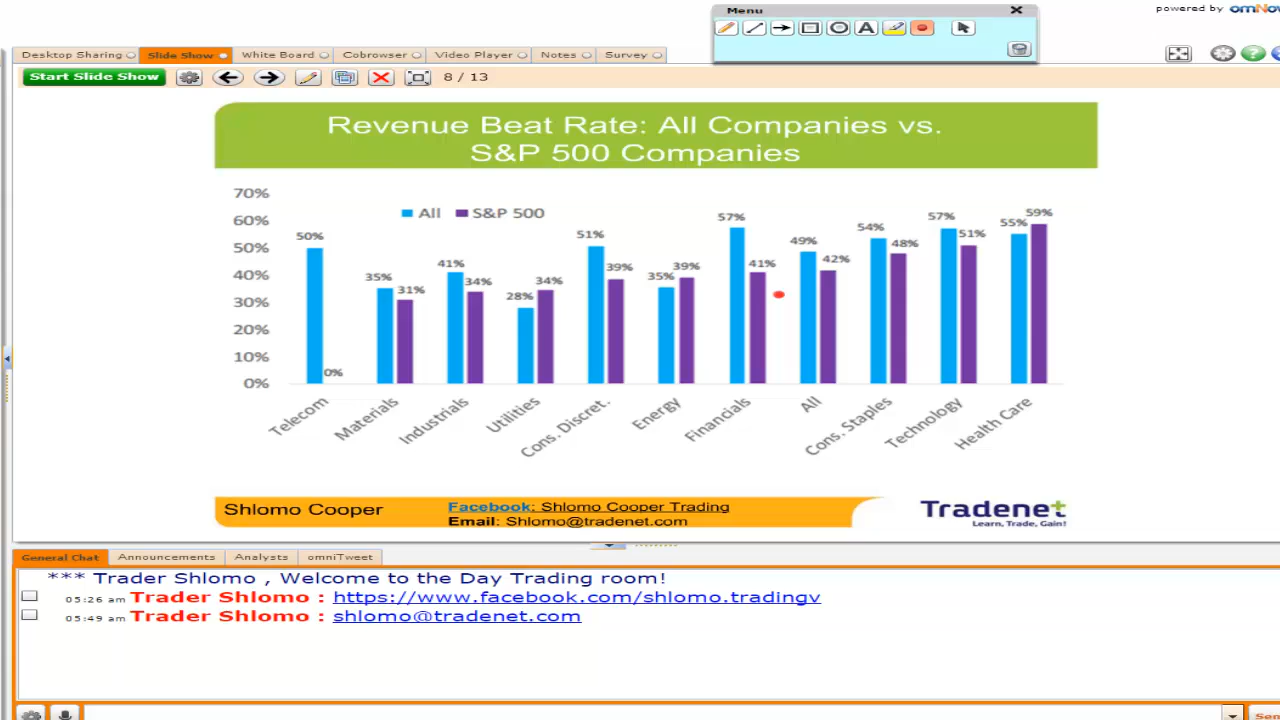 powered by
Menu
Desktop Sharing
Slide Show
White Board
Cobrowser
Video Player
Notes
Survey
Start Slide Show
8 / 13
Revenue Beat Rate: All Companies vs.
S&P 500 Companies
All
S&P 500
70%
60%
50%
40%
30%
20%
10%
0%
50%
0%
35%
31%
41%
34%
28%
34%
51%
39%
35%
39%
57%
41%
49%
42%
54%
48%
57%
51%
55%
59%
Telecom
Materials
Industrials
Utilities
Cons. Discret.
Energy
Financials
All
Cons. Staples
Technology
Health Care
Shlomo Cooper
Facebook: Shlomo Cooper Trading
Email: Shlomo@tradenet.com
Tradenet
Learn, Trade, Gain!
General Chat
Announcements
Analysts
omniTweet
*** Trader Shlomo , Welcome to the Day Trading room!
05:26 am Trader Shlomo : https://www.facebook.com/shlomo.tradingv
05:49 am Trader Shlomo : shlomo@tradenet.com